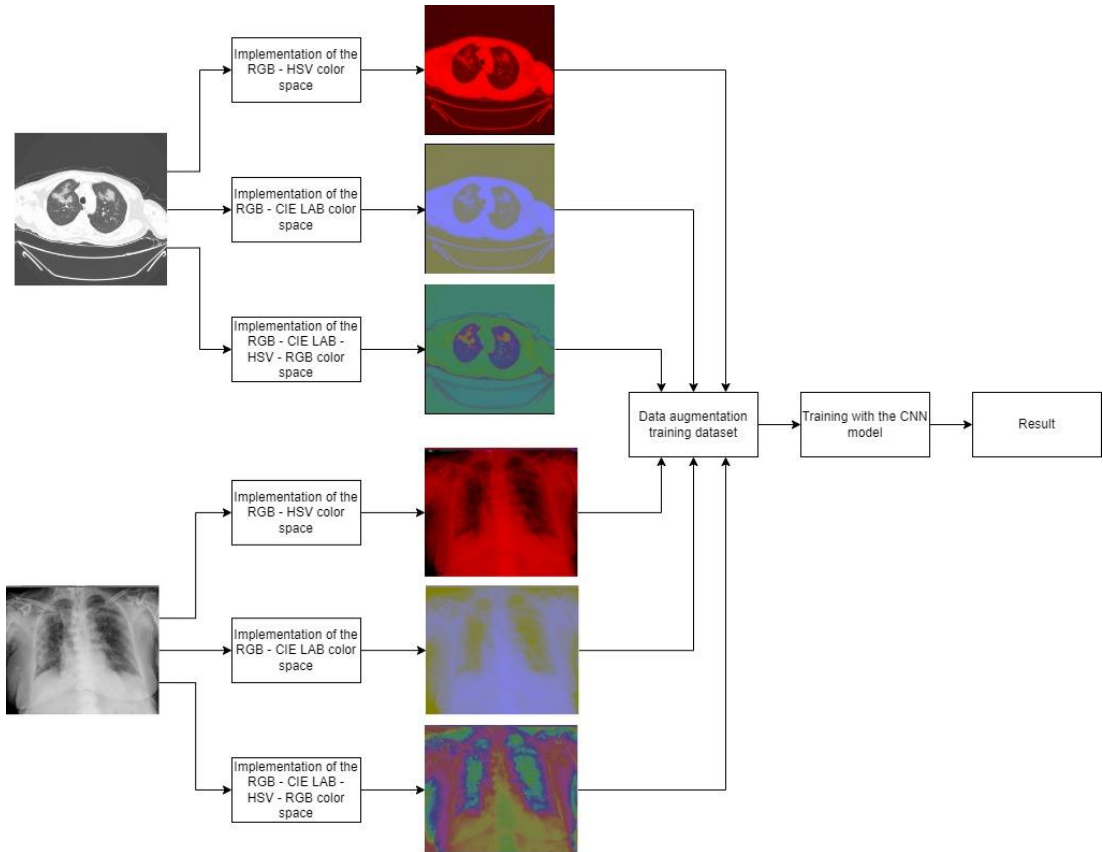 Implementation of the
RGB - HSV color
space
Implementation of the
RGB - CIE LAB color
space
Implementation of the
RGB - CIE LAB -
HSV - RGB color
space
Data augmentation
training dataset
Training with the CNN
model
Result
Implementation of the
RGB - HSV color
space
Implementation of the
RGB - CIE LAB color
space
Implementation of the
RGB - CIE LAB -
HSV - RGB color
space